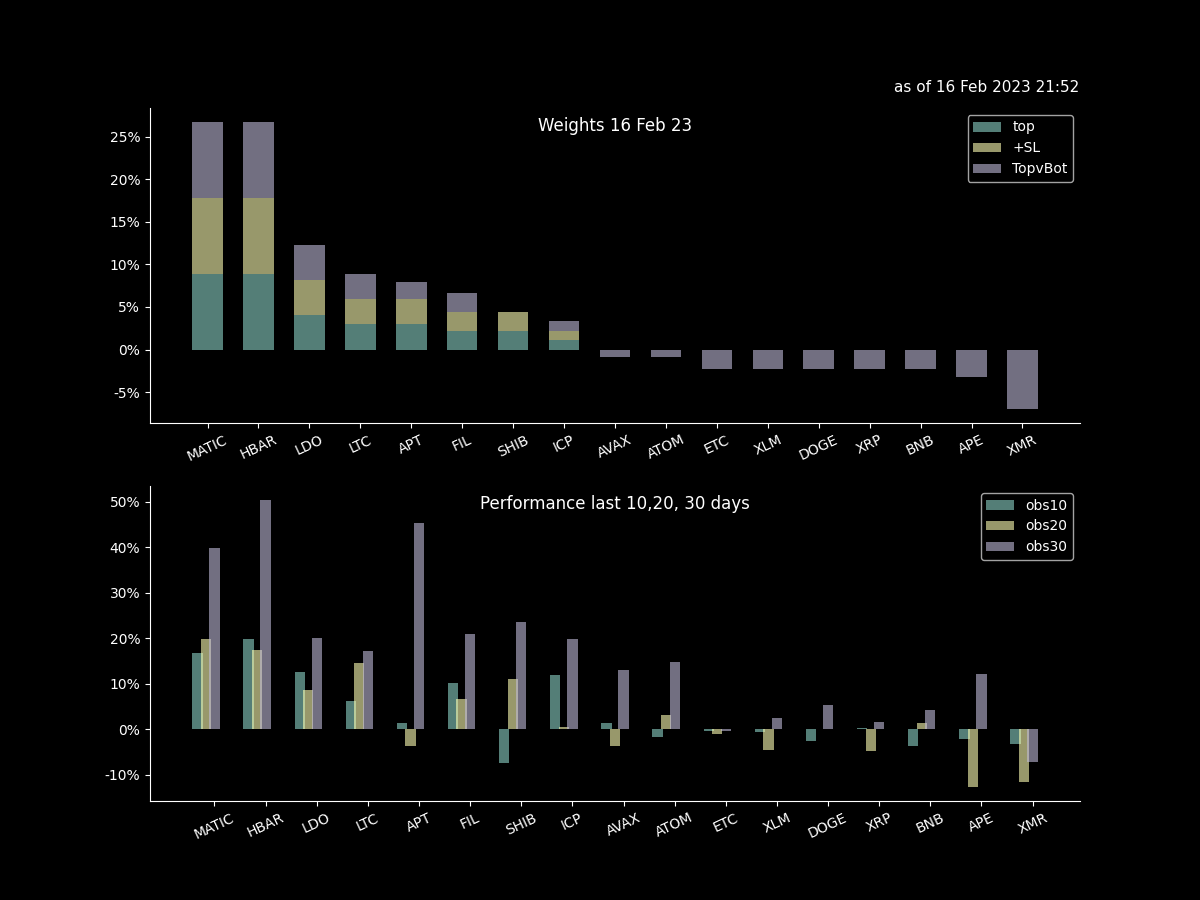 as of 16 Feb 2023 21:52
Weights 16 Feb 23
top
+SL
TopvBot
25%
20%
15%
10%
5%
0%
-5%
MATIC HBAR LDO LTC APT FIL SHIB ICP AVAX ATOM ETC XLM DOGE XRP BNB APE XMR
Performance last 10,20, 30 days
obs10
obs20
obs30
50%
40%
30%
20%
10%
0%
-10%
MATIC HBAR LDO LTC APT FIL SHIB ICP AVAX ATOM ETC XLM DOGE XRP BNB APE XMR